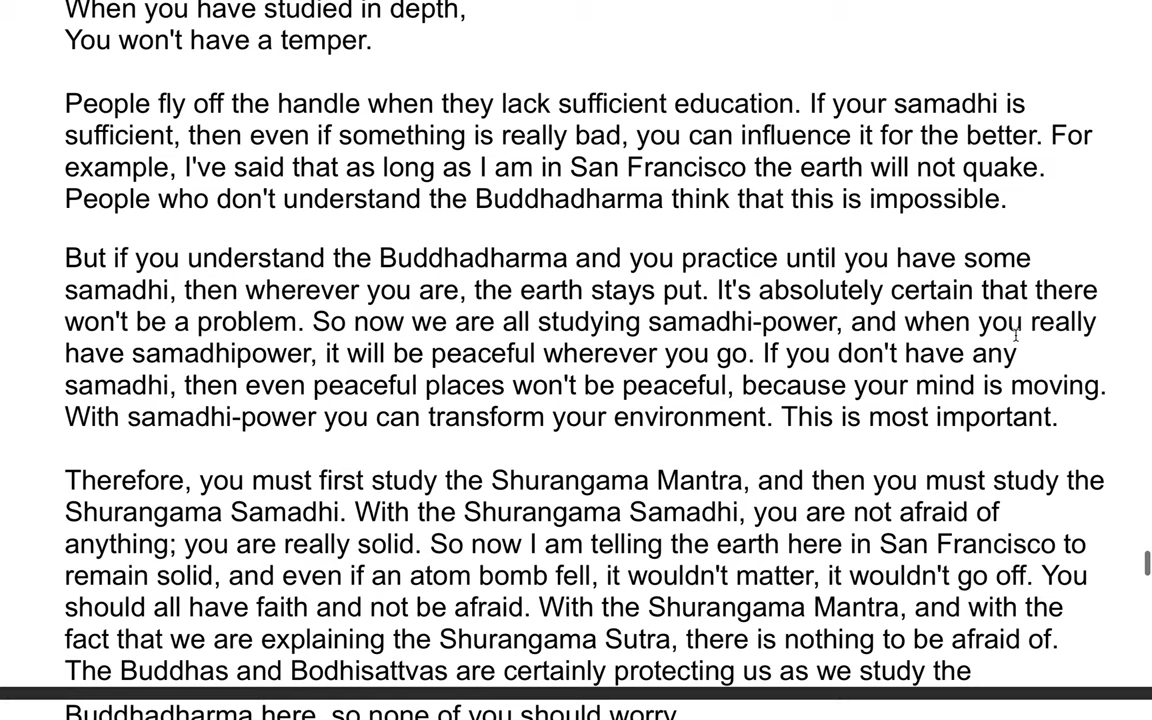 When you have studied in depth,
You won't have a temper.
People fly off the handle when they lack sufficient education. If your samadhi is
sufficient, then even if something is really bad, you can influence it for the better. For
example, I've said that as long as I am in San Francisco the earth will not quake.
People who don't understand the Buddhadharma think that this is impossible.
But if you understand the Buddhadharma and you practice until you have some
samadhi, then wherever you are, the earth stays put. It's absolutely certain that there
won't be a problem. So now we are all studying samadhi-power, and when you really
have samadhipower, it will be peaceful wherever you go. If you don't have any
samadhi, then even peaceful places won't be peaceful, because your mind is moving.
With samadhi-power you can transform your environment. This is most important.
Therefore, you must first study the Shurangama Mantra, and then you must study the
Shurangama Samadhi. With the Shurangama Samadhi, you are not afraid of
anything; you are really solid. So now I am telling the earth here in San Francisco to
remain solid, and even if an atom bomb fell, it wouldn't matter, it wouldn't go off. You
should all have faith and not be afraid. With the Shurangama Mantra, and with the
fact that we are explaining the Shurangama Sutra, there is nothing to be afraid of.
The Buddhas and Bodhisattvas are certainly protecting us as we study the
Buddhadharma here, so none of you should worry